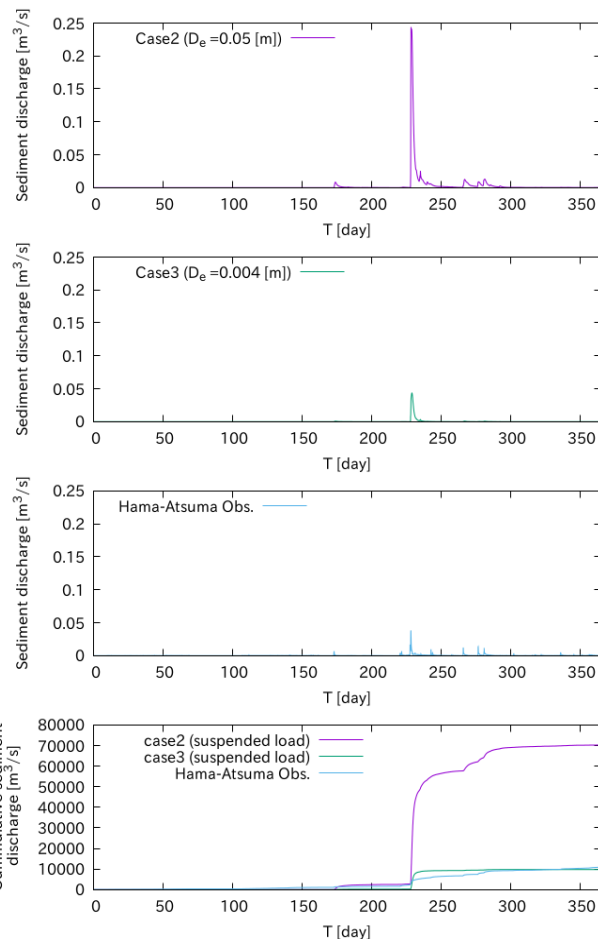 0.25
Case2 (Dₑ =0.05 [m])
0.2
0.15
0.1
0.05
0
0 50 100 150 200 250 300 350
T [day]
Sediment discharge [m³/s]
0.25
Case3 (Dₑ =0.004 [m])
0.2
0.15
0.1
0.05
0
0 50 100 150 200 250 300 350
T [day]
Sediment discharge [m³/s]
0.25
Hama-Atsuma Obs.
0.2
0.15
0.1
0.05
0
0 50 100 150 200 250 300 350
T [day]
Sediment discharge [m³/s]
80000
case2 (suspended load)
70000
case3 (suspended load)
60000
Hama-Atsuma Obs.
50000
40000
30000
20000
10000
0
0 50 100 150 200 250 300 350
T [day]
sediment
discharge [m³/s]